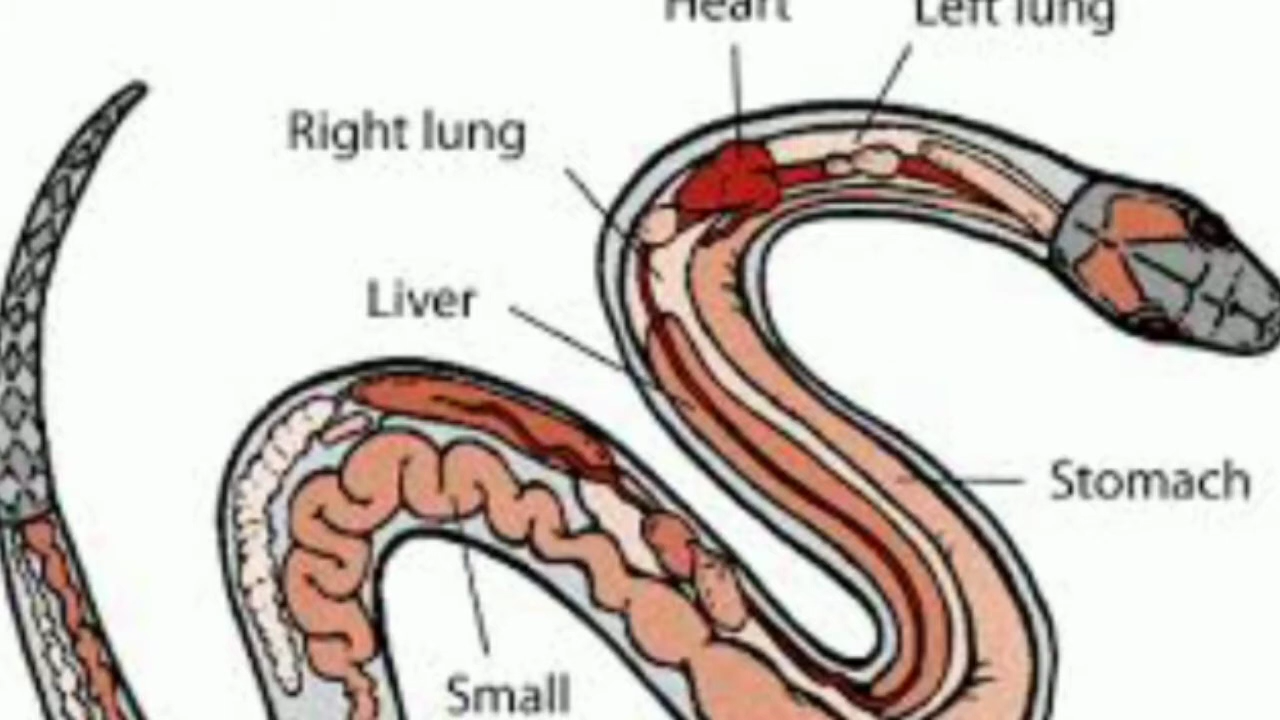 Heart
Left lung
Right lung
Liver
Stomach
Small